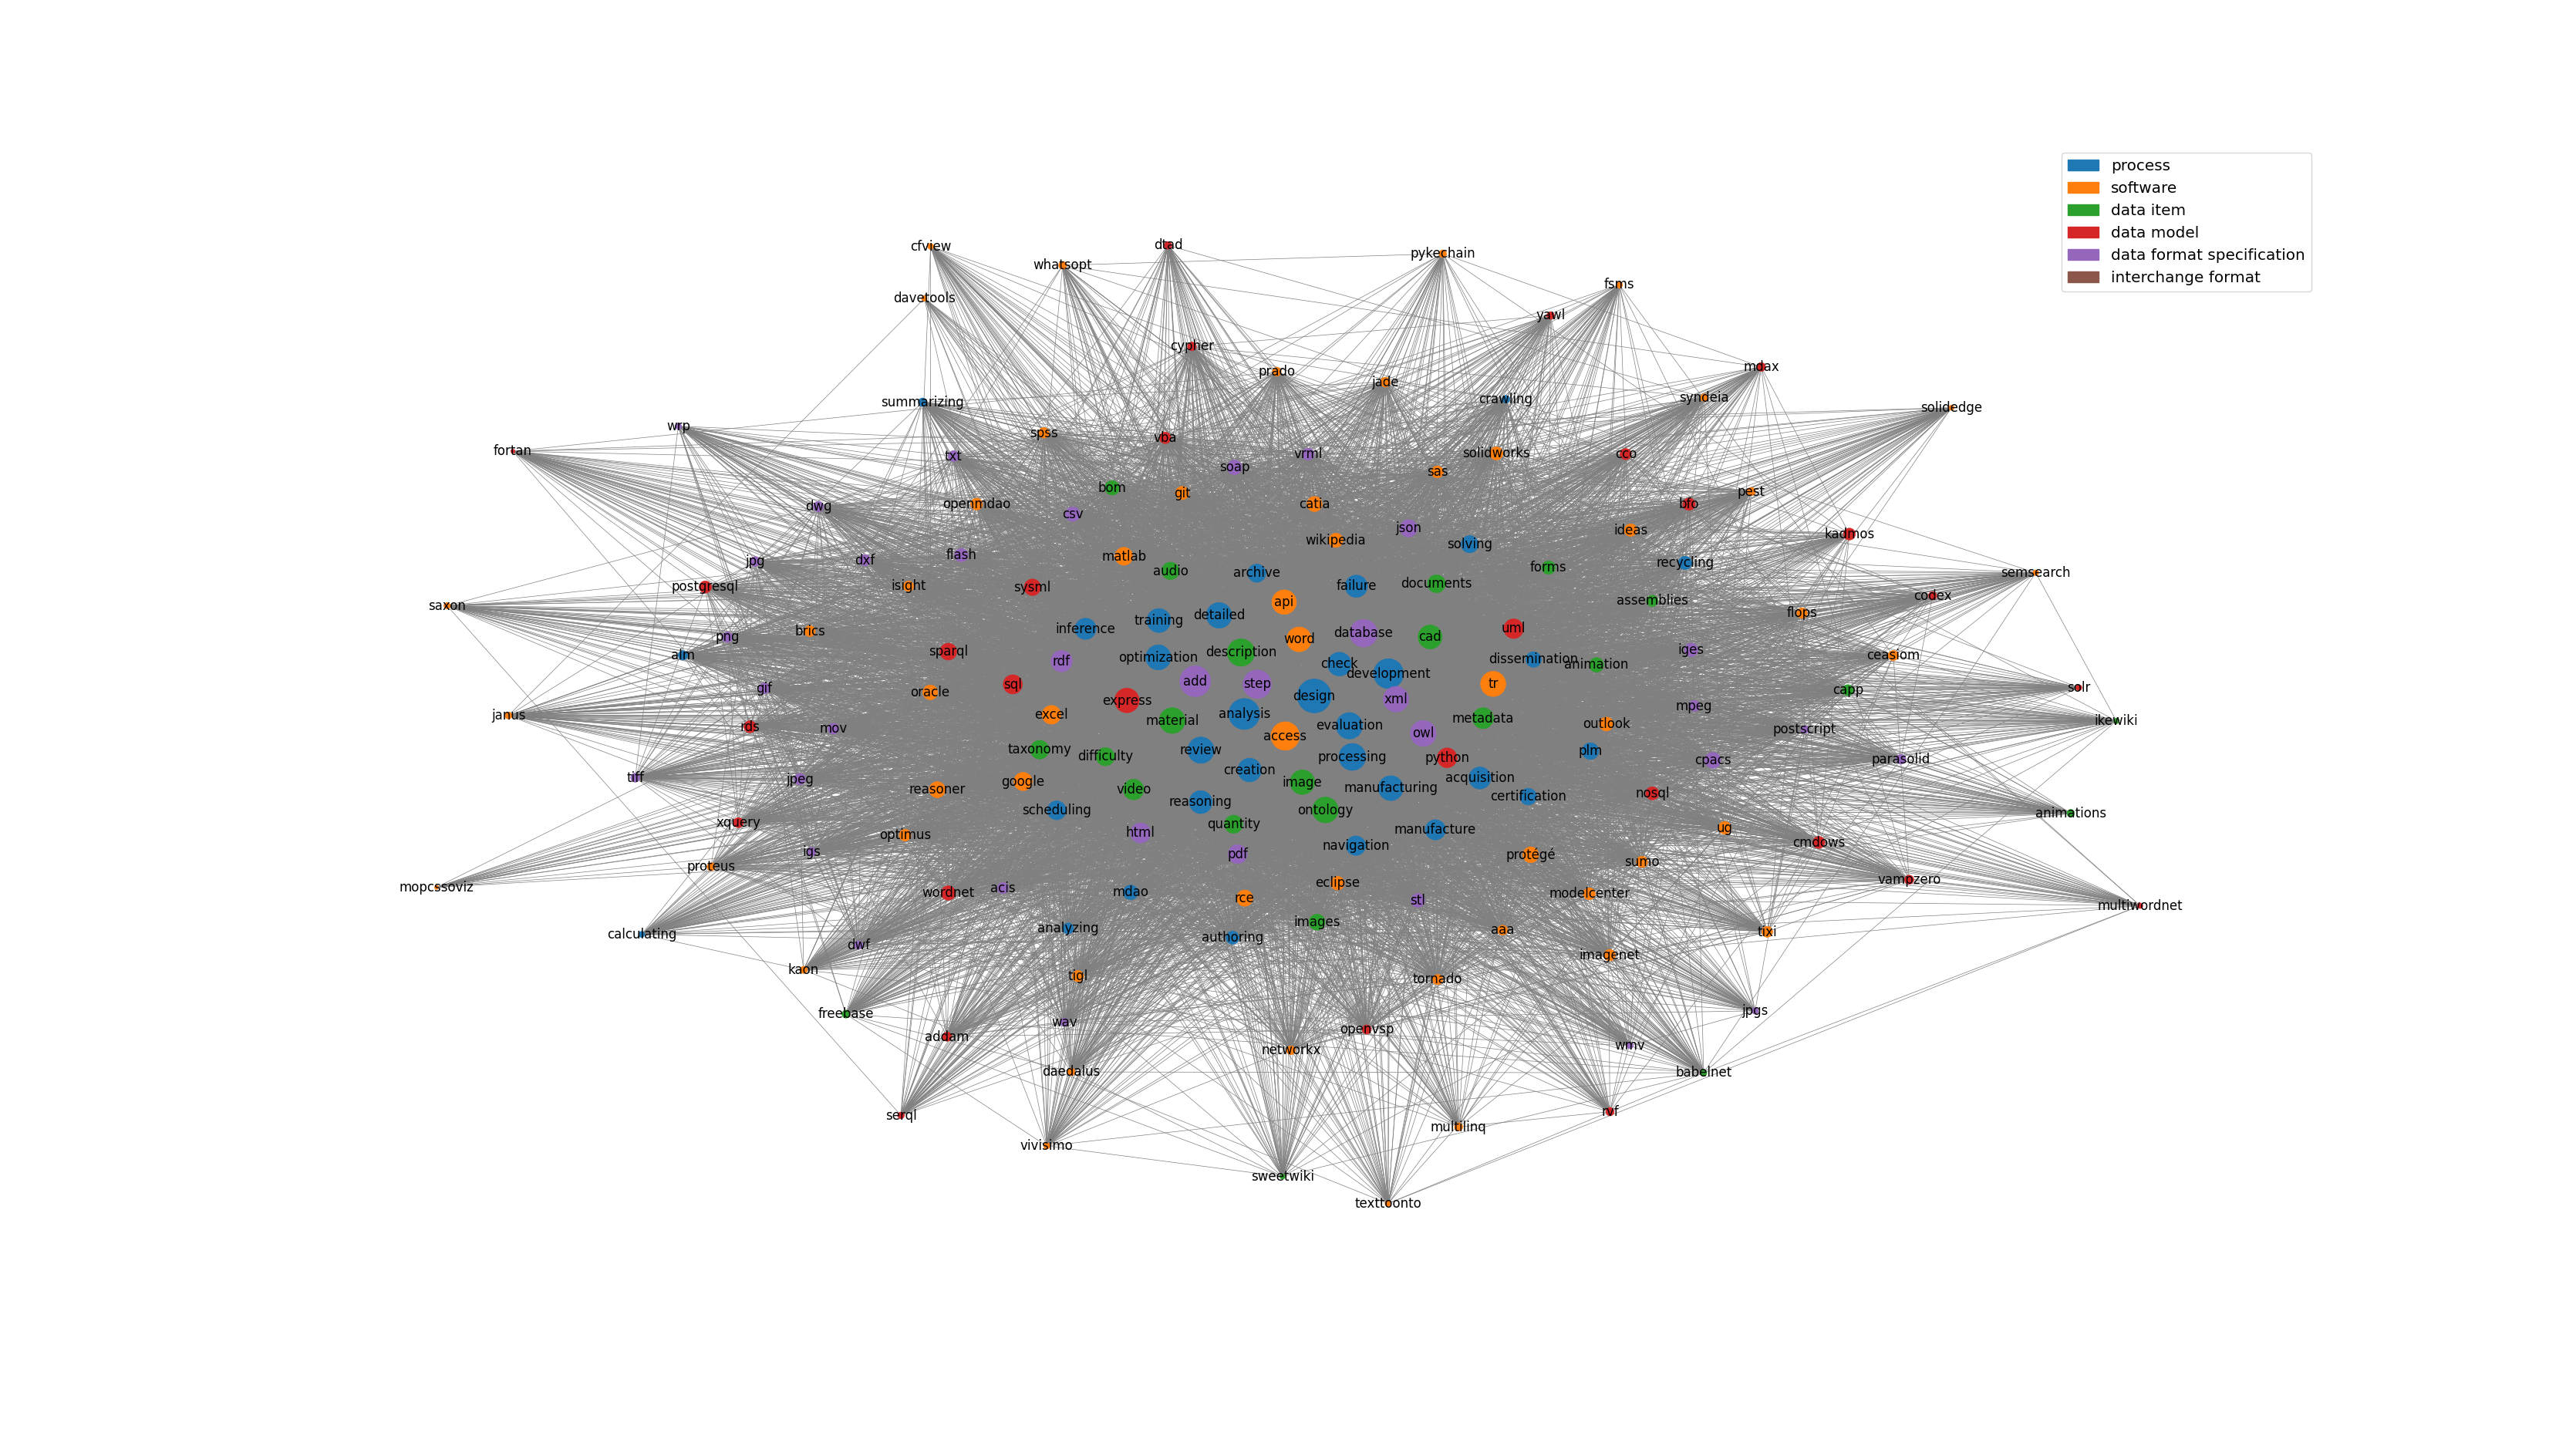 process
software
data item
data model
data format specification
interchange format
dtad
cfview
pykechain
whatsopt
fsms
davetools
yawl
cypher
mdax
prado
jade
syndeia
crawling
summarizing
solidedge
wrp
spss
vba
fortan
solidworks
cco
vrml
txt
soap
sas
bom
pest
git
openmdao
catia
bfo
dwg
csv
json
ideas
kadmos
wikipedia
solving
flash
matlab
jpg
dxf
recycling
forms
audio
archive
semsearch
documents
isight
failure
postgresql
sysml
codex
assemblies
api
saxon
flops
detailed
training
inference
uml
brics
database
png
cad
word
iges
sparql
description
alm
ceasiom
optimization
dissemination
rdf
check
animation
development
add
step
sql
tr
gif
solr
capp
oracle
design
xml
express
mpeg
analysis
excel
janus
metadata
material
ikewiki
outlook
evaluation
rds
mov
postscript
owl
access
taxonomy
review
plm
difficulty
processing
python
parasolid
cpacs
creation
tiff
acquisition
jpeg
google
image
manufacturing
reasoner
video
nosql
certification
reasoning
scheduling
ontology
animations
xquery
quantity
ug
manufacture
html
optimus
cmdows
navigation
igs
pdf
protégé
sumo
proteus
vampzero
eclipse
mopcssoviz
acis
mdao
wordnet
modelcenter
rce
stl
multiwordnet
images
analyzing
aaa
tixi
calculating
authoring
dwf
imagenet
kaon
tigl
tornado
jpgs
freebase
wav
openvsp
addam
wmv
networkx
daedalus
babelnet
rvf
serql
multilinq
vivisimo
sweetwiki
texttoonto